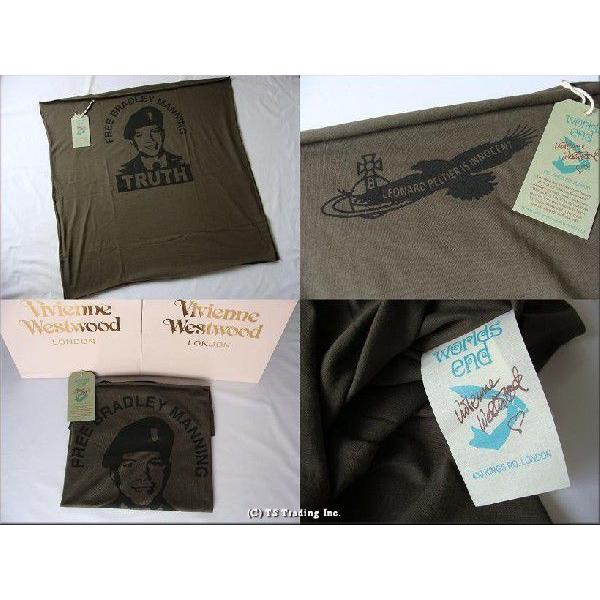 FREE BRADLEY MANNING
TRUTH
LEONARD PELTIER IS INNOCENT
worlds
end
Vivienne
Westwood
Vivienne
Westwood
LONDON
Vivienne
Westwood
LONDON
FREE BRADLEY MANNING
worlds
end
vivienne
westwood
430 KINGS RD. LONDON
(C) TS Trading Inc.